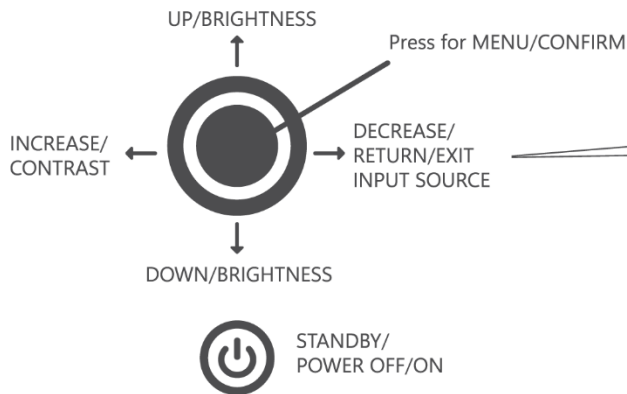 UP/BRIGHTNESS
Press for MENU/CONFIRM
INCREASE/
CONTRAST
DECREASE/
RETURN/EXIT
INPUT SOURCE
DOWN/BRIGHTNESS
STANDBY/
POWER OFF/ON